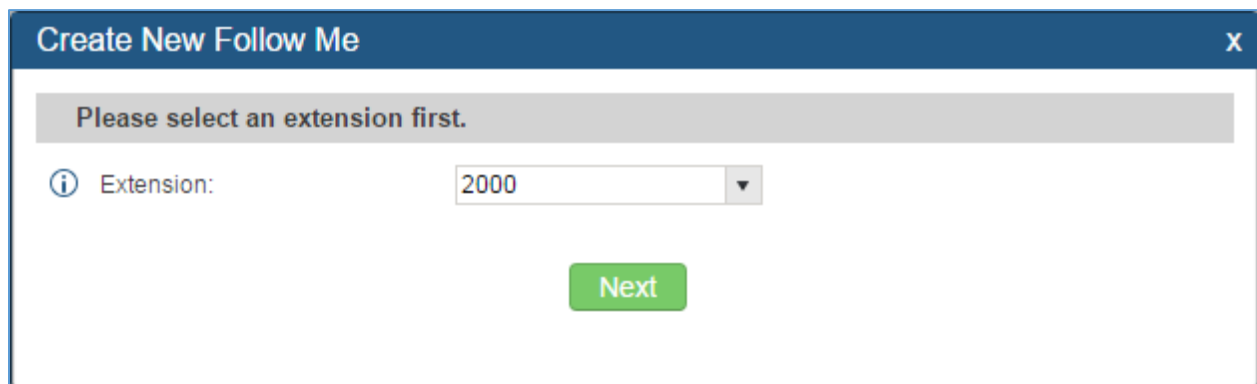 Create New Follow Me X
Please select an extension first.
Extension: 2000
Next